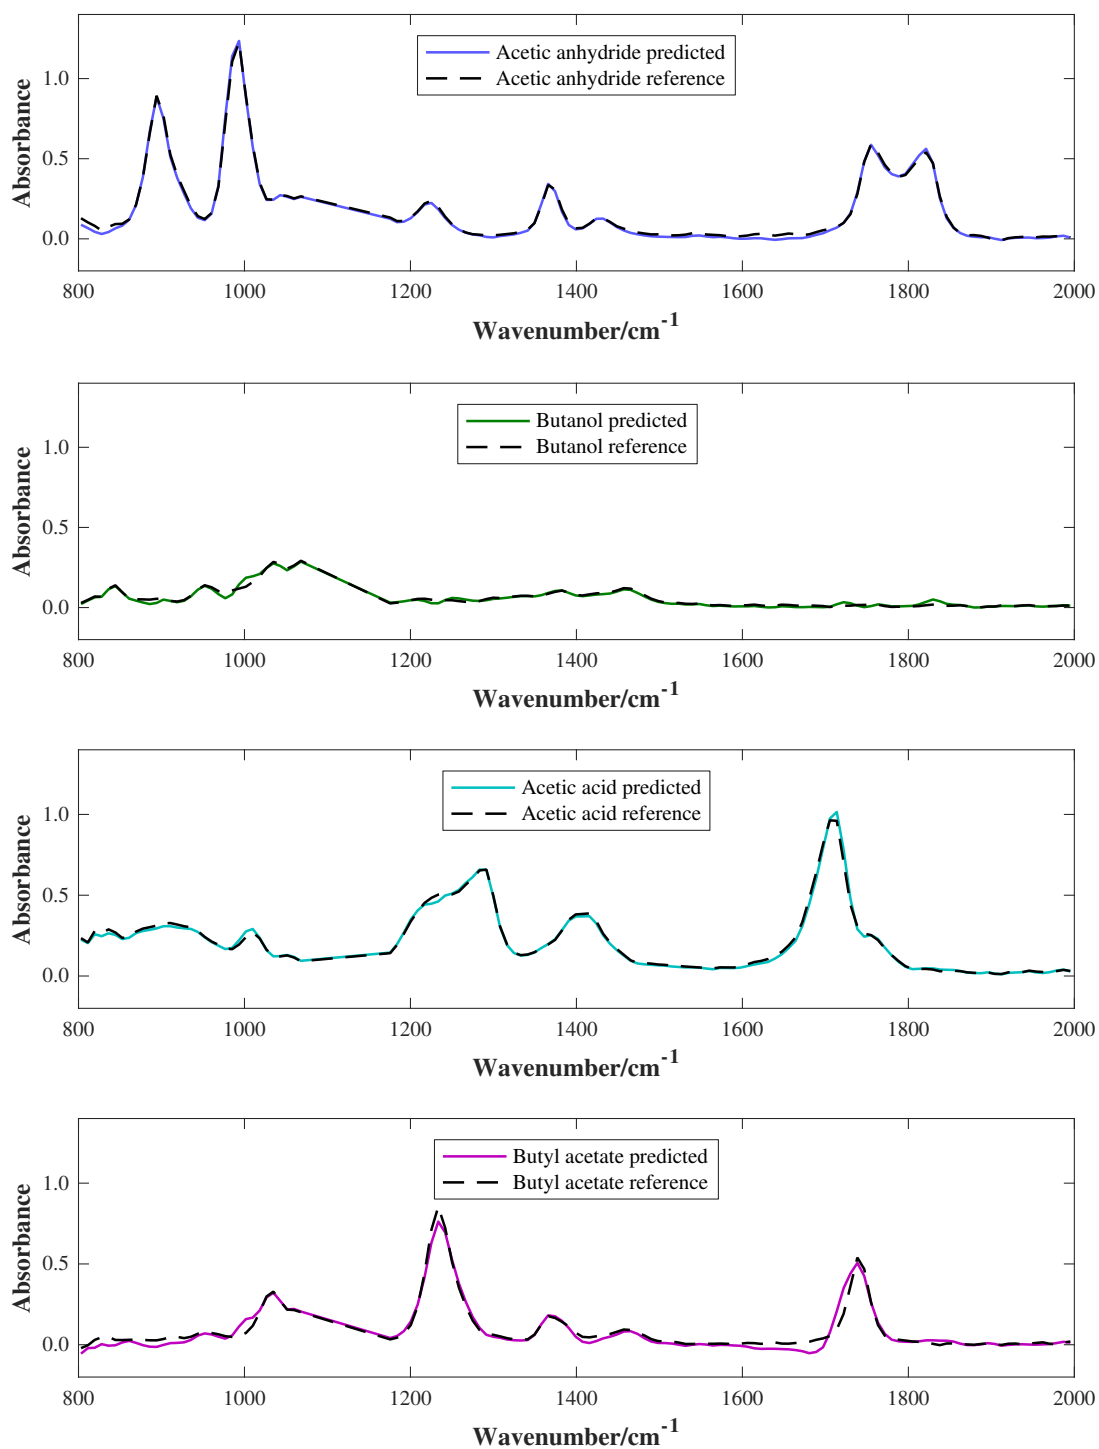 Acetic anhydride predicted
Acetic anhydride reference
Absorbance
1.0
0.5
0.0
800 1000 1200 1400 1600 1800 2000
Wavenumber/cm⁻¹
Butanol predicted
Butanol reference
Absorbance
1.0
0.5
0.0
800 1000 1200 1400 1600 1800 2000
Wavenumber/cm⁻¹
Acetic acid predicted
Acetic acid reference
Absorbance
1.0
0.5
0.0
800 1000 1200 1400 1600 1800 2000
Wavenumber/cm⁻¹
Butyl acetate predicted
Butyl acetate reference
Absorbance
1.0
0.5
0.0
800 1000 1200 1400 1600 1800 2000
Wavenumber/cm⁻¹